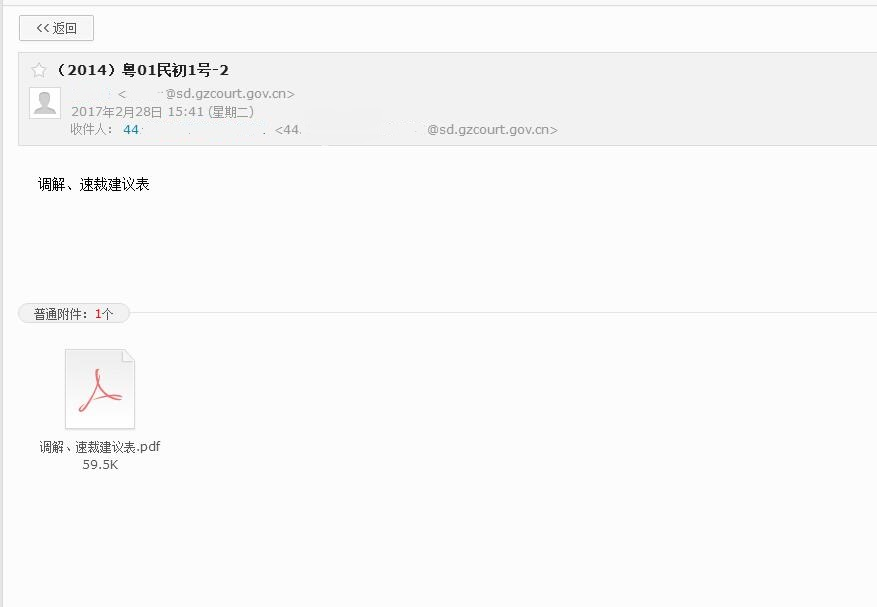 << 返回
（2014）粤01民初1号-2
< @sd.gzcourt.gov.cn>
2017年2月28日 15:41 (星期二)
收件人： 44 . <44. @sd.gzcourt.gov.cn>
调解、速裁建议表
普通附件：1个
调解、速裁建议表.pdf
59.5K